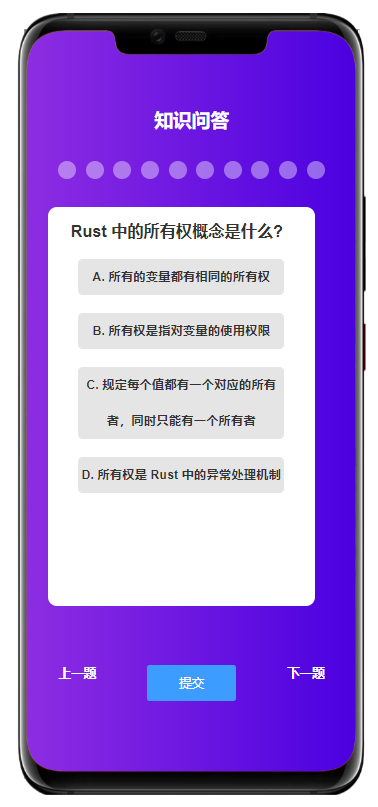 知识问答
Rust 中的所有权概念是什么?
A. 所有的变量都有相同的所有权
B. 所有权是指对变量的使用权限
C. 规定每个值都有一个对应的所有
者，同时只能有一个所有者
D. 所有权是 Rust 中的异常处理机制
上一题
提交
下一题